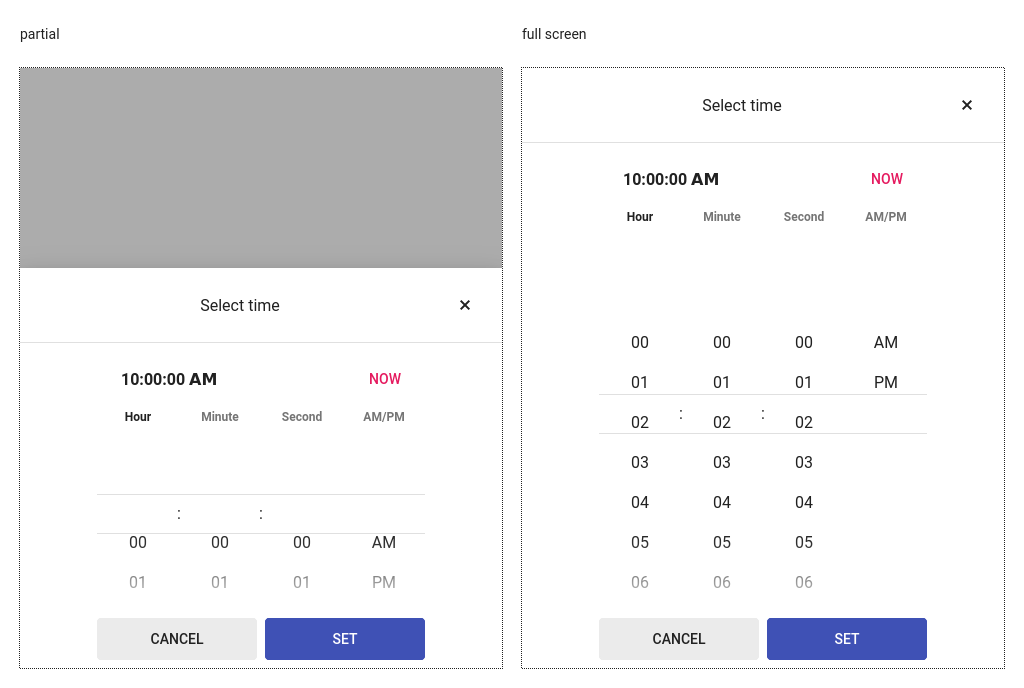 partial
Select time ×
10:00:00 AM NOW
Hour Minute Second AM/PM
: :
00 00 00 AM
01 01 01 PM
CANCEL SET
full screen
Select time ×
10:00:00 AM NOW
Hour Minute Second AM/PM
00 00 00 AM
01 01 01 PM
02 : 02 : 02
03 03 03
04 04 04
05 05 05
06 06 06
CANCEL SET